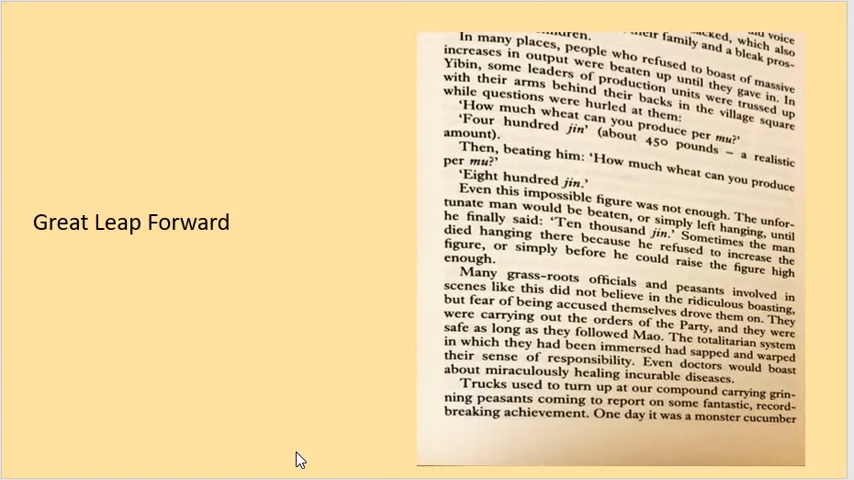 Great Leap Forward
voice
children. their family and a bleak pros-
acked, which also
In many places, people who refused to boast of massive
increases in output were beaten up until they gave in. In
Yibin, some leaders of production units were trussed up
with their arms behind their backs in the village square
while questions were hurled at them:
'How much wheat can you produce per mu?'
'Four hundred jin' (about 450 pounds – a realistic
amount).
Then, beating him: 'How much wheat can you produce
per mu?'
'Eight hundred jin.'
Even this impossible figure was not enough. The unfor-
tunate man would be beaten, or simply left hanging, until
he finally said: 'Ten thousand jin.' Sometimes the man
died hanging there because he refused to increase the
figure, or simply before he could raise the figure high
enough.
Many grass-roots officials and peasants involved in
scenes like this did not believe in the ridiculous boasting,
but fear of being accused themselves drove them on. They
were carrying out the orders of the Party, and they were
safe as long as they followed Mao. The totalitarian system
in which they had been immersed had sapped and warped
their sense of responsibility. Even doctors would boast
about miraculously healing incurable diseases.
Trucks used to turn up at our compound carrying grin-
ning peasants coming to report on some fantastic, record-
breaking achievement. One day it was a monster cucumber